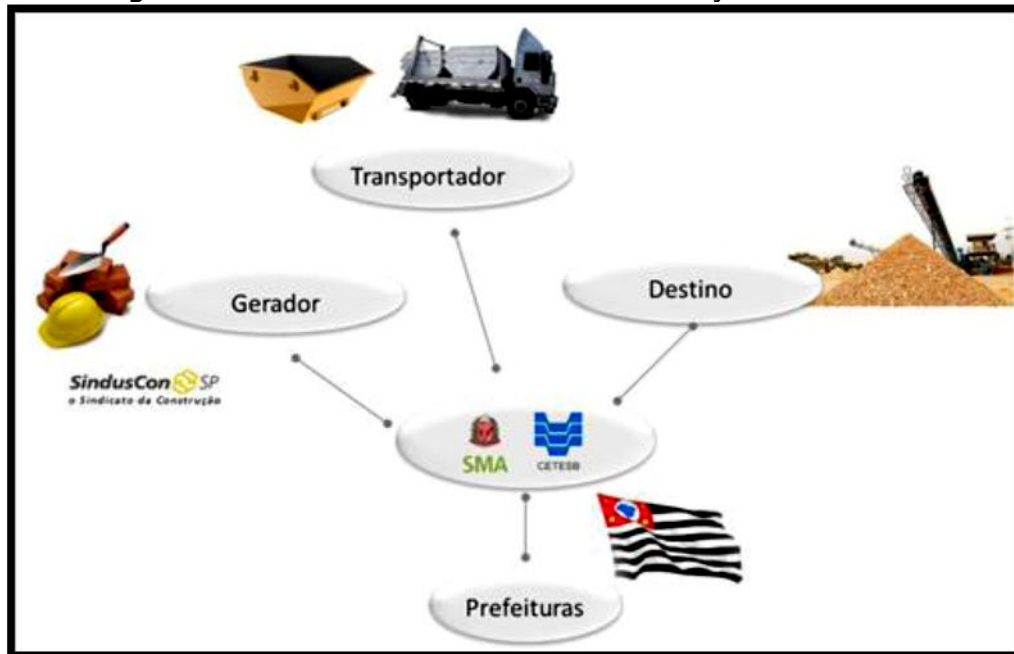 Transportador
Gerador
Destino
SindusCon SP
o Sindicato da Construção
SMA
CETESB
Prefeituras